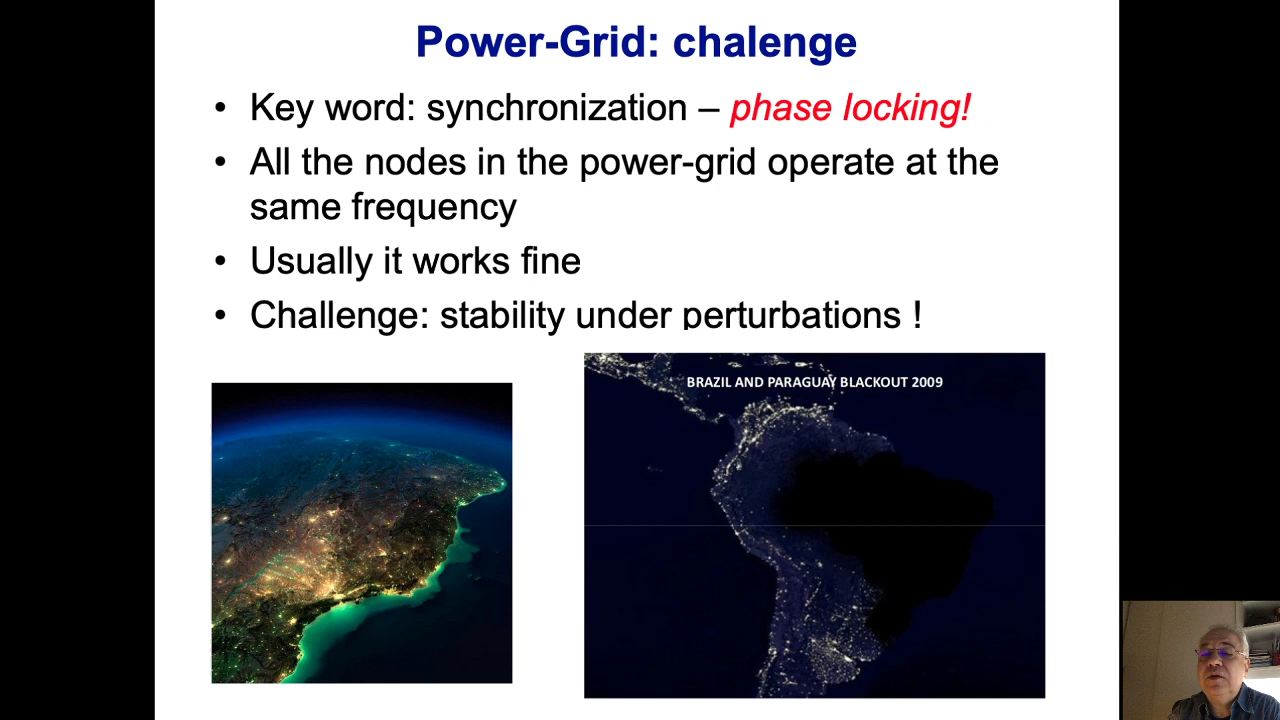 Power-Grid: chalenge
• Key word: synchronization – phase locking!
• All the nodes in the power-grid operate at the
same frequency
• Usually it works fine
• Challenge: stability under perturbations !
BRAZIL AND PARAGUAY BLACKOUT 2009